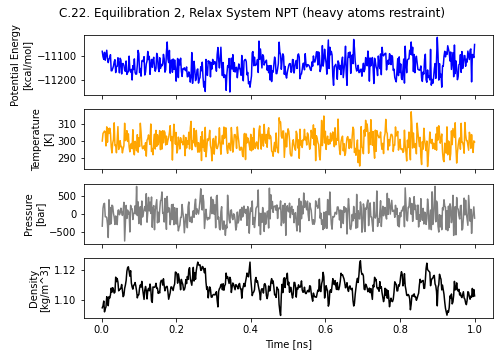 C.22. Equilibration 2, Relax System NPT (heavy atoms restraint)
Potential Energy
[kcal/mol]
−11100
−11200
Temperature
[K]
310
300
290
Pressure
[bar]
500
0
−500
Density
[kg/m^3]
1.12
1.10
0.0 0.2 0.4 0.6 0.8 1.0
Time [ns]